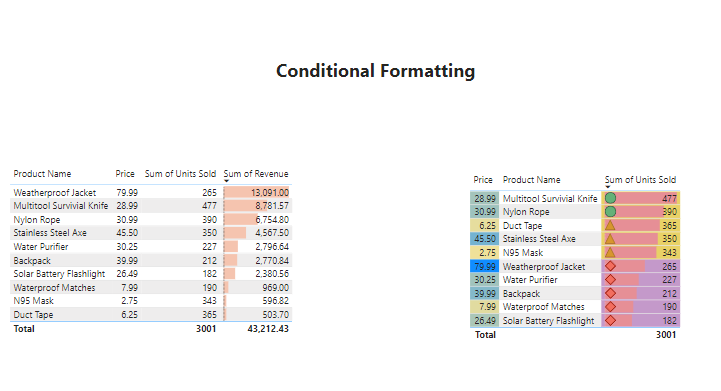 Conditional Formatting
Product Name Price Sum of Units Sold Sum of Revenue
Weatherproof Jacket 79.99 265 13,091.00
Multitool Survivial Knife 28.99 477 8,781.57
Nylon Rope 30.99 390 6,754.80
Stainless Steel Axe 45.50 350 4,567.50
Water Purifier 30.25 227 2,796.64
Backpack 39.99 212 2,770.84
Solar Battery Flashlight 26.49 182 2,380.56
Waterproof Matches 7.99 190 969.00
N95 Mask 2.75 343 596.82
Duct Tape 6.25 365 503.70
Total 3001 43,212.43
Price Product Name Sum of Units Sold
28.99 Multitool Survivial Knife 477
30.99 Nylon Rope 390
6.25 Duct Tape 365
45.50 Stainless Steel Axe 350
2.75 N95 Mask 343
79.99 Weatherproof Jacket 265
30.25 Water Purifier 227
39.99 Backpack 212
7.99 Waterproof Matches 190
26.49 Solar Battery Flashlight 182
Total 3001